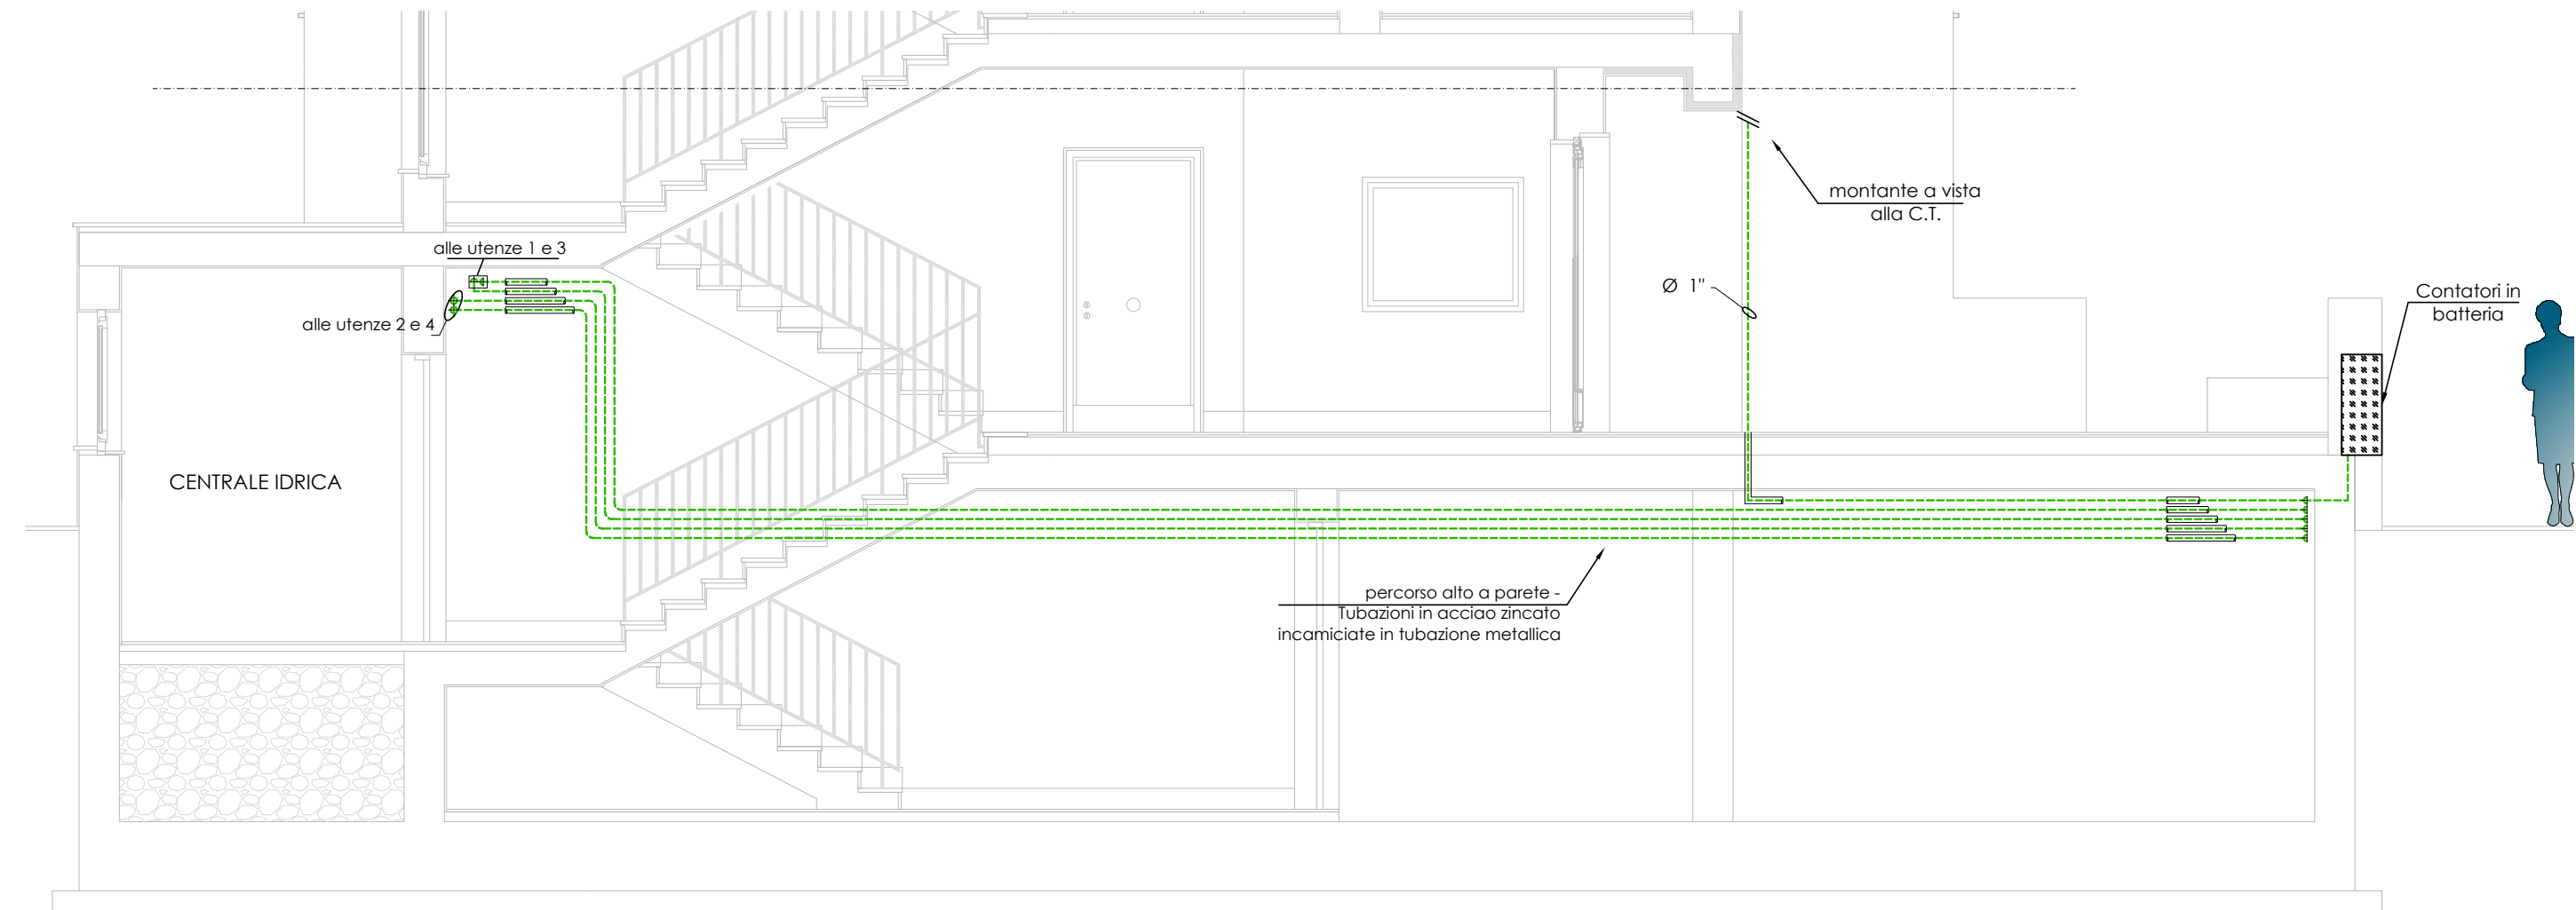 montante a vista
alla C.T.
alle utenze 1 e 3
Ø 1"
Contatori in
batteria
alle utenze 2 e 4
CENTRALE IDRICA
percorso alto a parete -
Tubazioni in acciao zincato
incamiciate in tubazione metallica